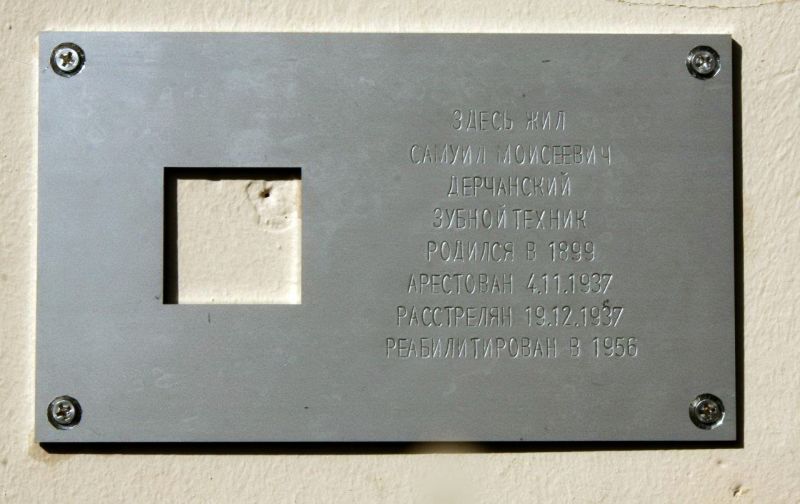 ЗДЕСЬ ЖИЛ
САМУИЛ МОИСЕЕВИЧ
ДЕРЧАНСКИЙ
ЗУБНОЙ ТЕХНИК
РОДИЛСЯ В 1899
АРЕСТОВАН 4.11.1937
РАССТРЕЛЯН 19.12.1937
РЕАБИЛИТИРОВАН В 1956